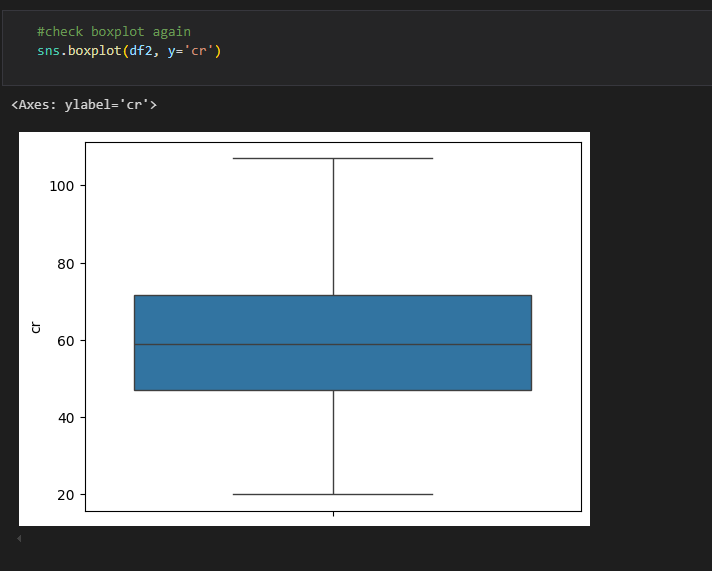 #check boxplot again
sns.boxplot(df2, y='cr')
<Axes: ylabel='cr'>
100
80
60
40
20
cr